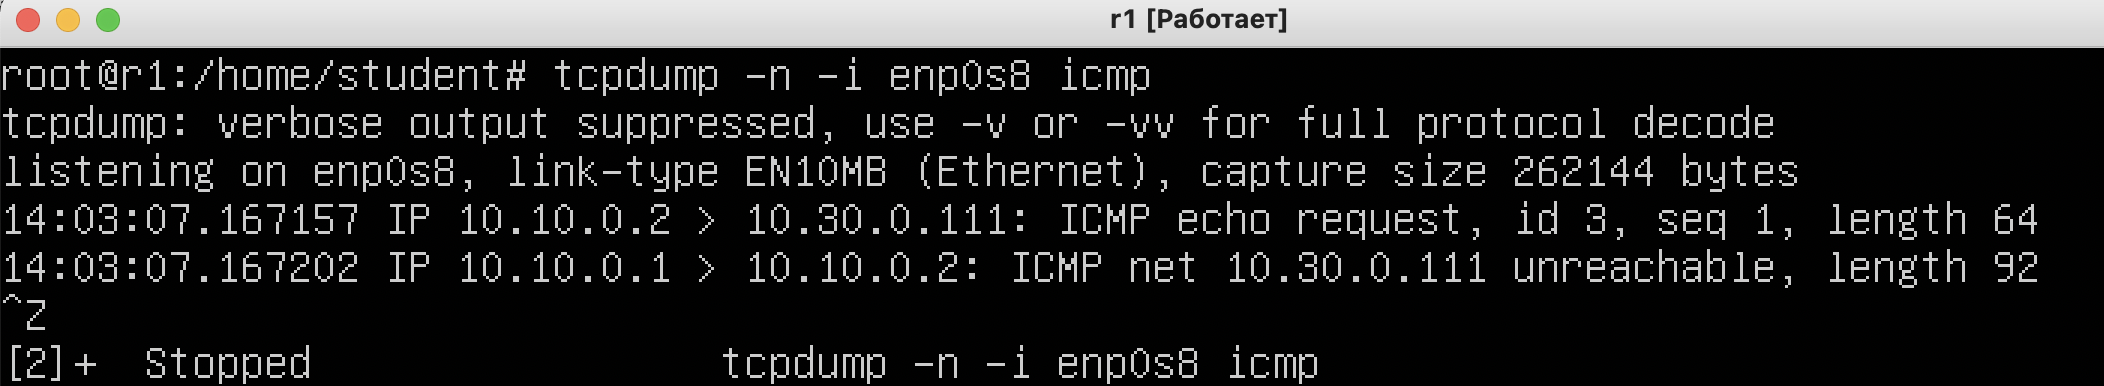 r1 [Работает]
root@r1:/home/student# tcpdump -n -i enp0s8 icmp
tcpdump: verbose output suppressed, use -v or -vv for full protocol decode
listening on enp0s8, link-type EN10MB (Ethernet), capture size 262144 bytes
14:03:07.167157 IP 10.10.0.2 > 10.30.0.111: ICMP echo request, id 3, seq 1, length 64
14:03:07.167202 IP 10.10.0.1 > 10.10.0.2: ICMP net 10.30.0.111 unreachable, length 92
^Z
[2]+  Stopped                 tcpdump -n -i enp0s8 icmp